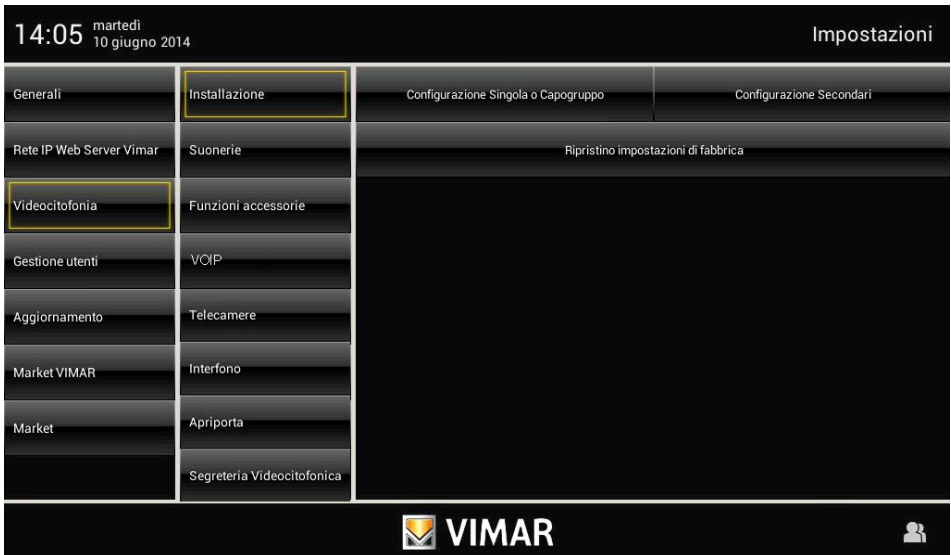 14:05
martedì
10 giugno 2014
Impostazioni
Generali
Rete IP Web Server Vimar
Videocitofonia
Gestione utenti
Aggiornamento
Market VIMAR
Market
Installazione
Suonerie
Funzioni accessorie
VOIP
Telecamere
Interfono
Apriporta
Segreteria Videocitofonica
Configurazione Singola o Capogruppo
Configurazione Secondari
Ripristino impostazioni di fabbrica
VIMAR